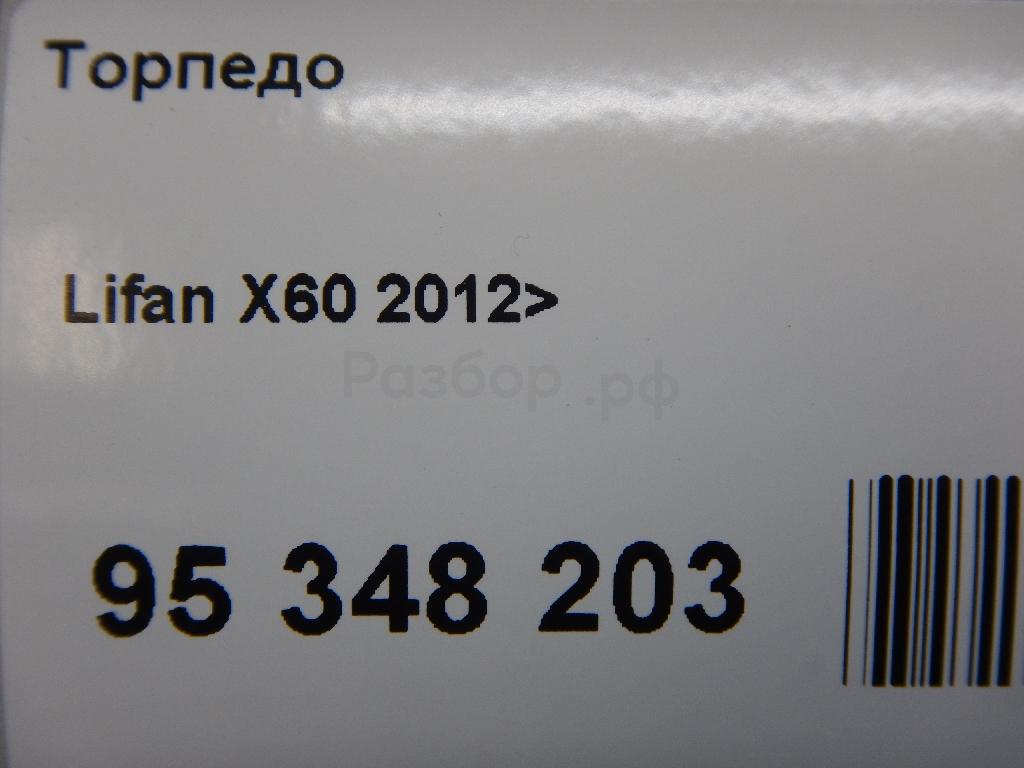 Торпедо
Lifan X60 2012>
Разбор.рф
95 348 203